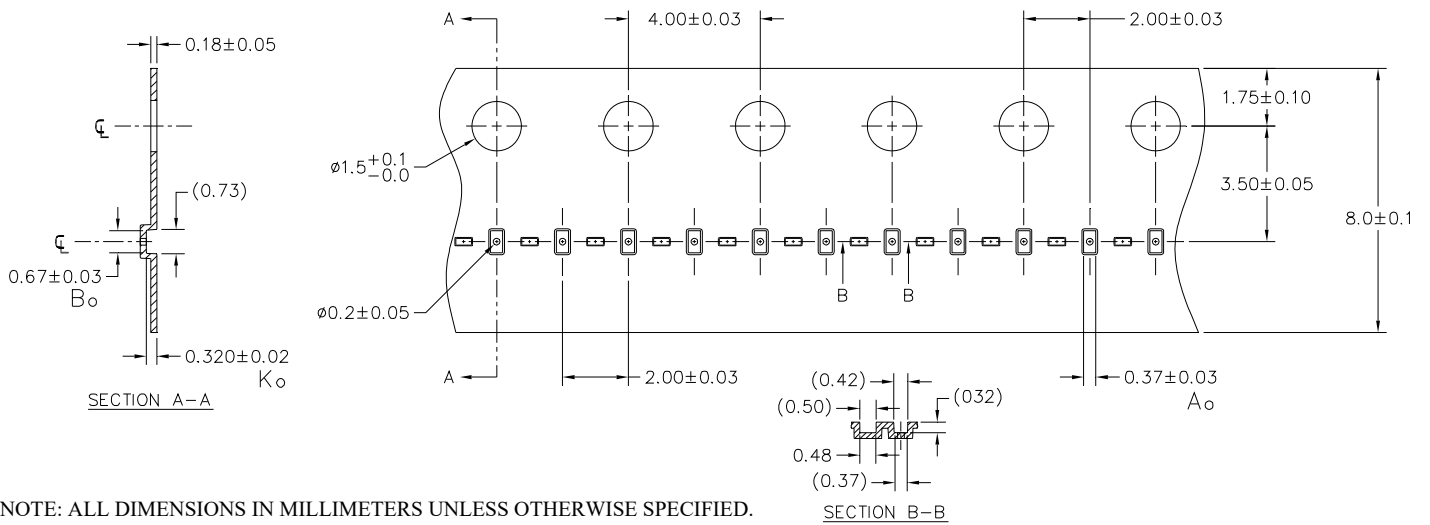 A
4.00±0.03
2.00±0.03
0.18±0.05
1.75±0.10
℄
ø1.5+0.1
-0.0
(0.73)
3.50±0.05
8.0±0.1
℄
0.67±0.03
Bo
B
B
ø0.2±0.05
0.320±0.02
Ko
A
2.00±0.03
0.37±0.03
Ao
SECTION A-A
(0.42)
(0.50)
(032)
0.48
(0.37)
NOTE: ALL DIMENSIONS IN MILLIMETERS UNLESS OTHERWISE SPECIFIED.
SECTION B-B